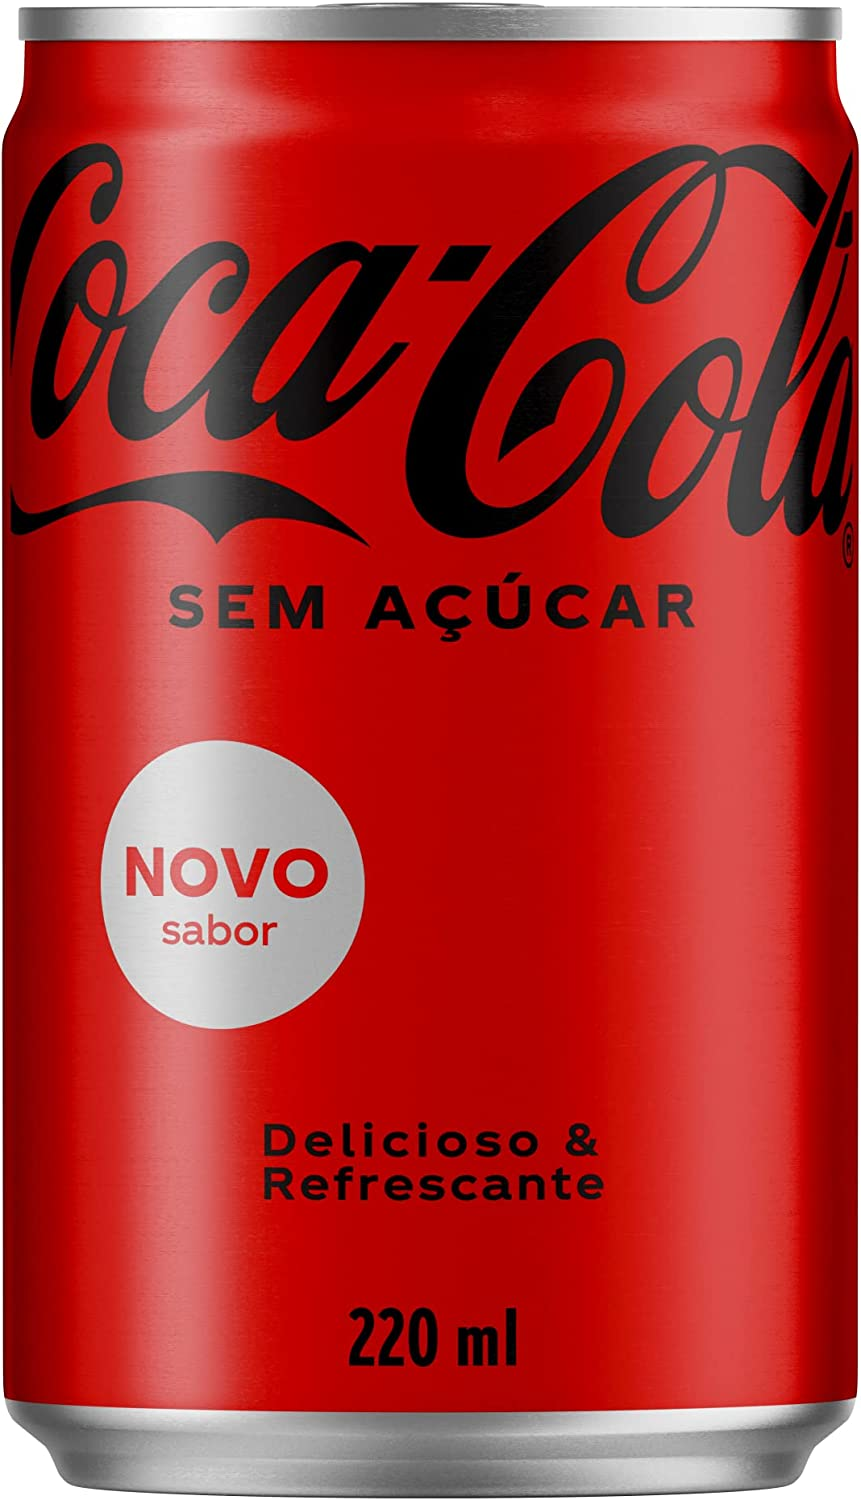 Coca-Cola
®
SEM AÇÚCAR
NOVO
sabor
Delicioso &
Refrescante
220 ml